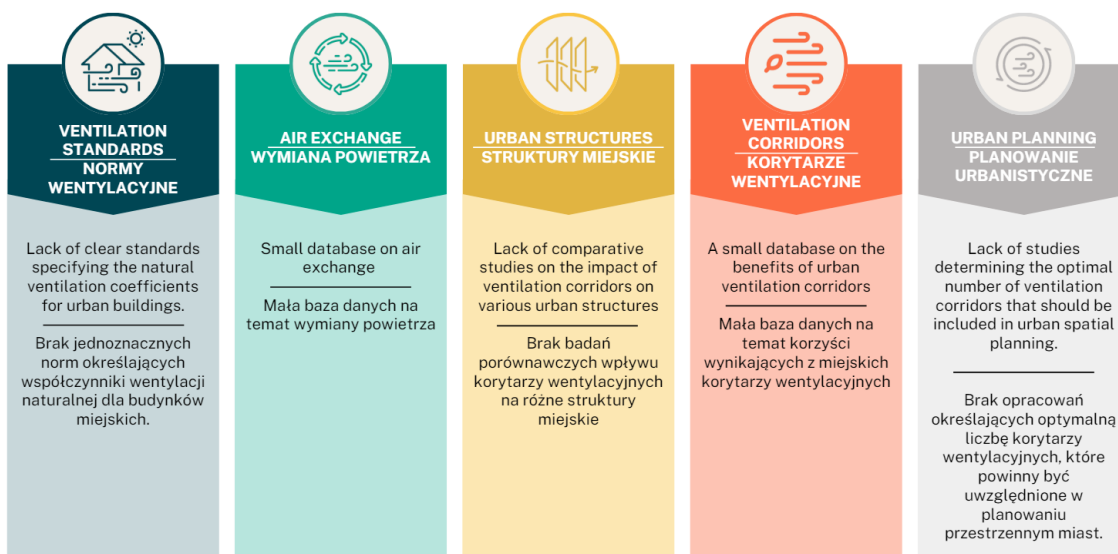 VENTILATION
STANDARDS
NORMY
WENTYLACYJNE
Lack of clear standards
specifying the natural
ventilation coefficients
for urban buildings.
Brak jednoznacznych
norm określających
współczynniki wentylacji
naturalnej dla budynków
miejskich.
AIR EXCHANGE
WYMIANA POWIETRZA
Small database on air
exchange
Mała baza danych na
temat wymiany powietrza
URBAN STRUCTURES
STRUKTURY MIEJSKIE
Lack of comparative
studies on the impact of
ventilation corridors on
various urban structures
Brak badań
porównawczych wpływu
korytarzy wentylacyjnych
na różne struktury
miejskie
VENTILATION
CORRIDORS
KORYTARZE
WENTYLACYJNE
A small database on the
benefits of urban
ventilation corridors
Mała baza danych na
temat korzyści
wynikających z miejskich
korytarzy wentylacyjnych
URBAN PLANNING
PLANOWANIE
URBANISTYCZNE
Lack of studies
determining the optimal
number of ventilation
corridors that should be
included in urban spatial
planning.
Brak opracowań
określających optymalną
liczbę korytarzy
wentylacyjnych, które
powinny być
uwzględnione w
planowaniu
przestrzennym miast.